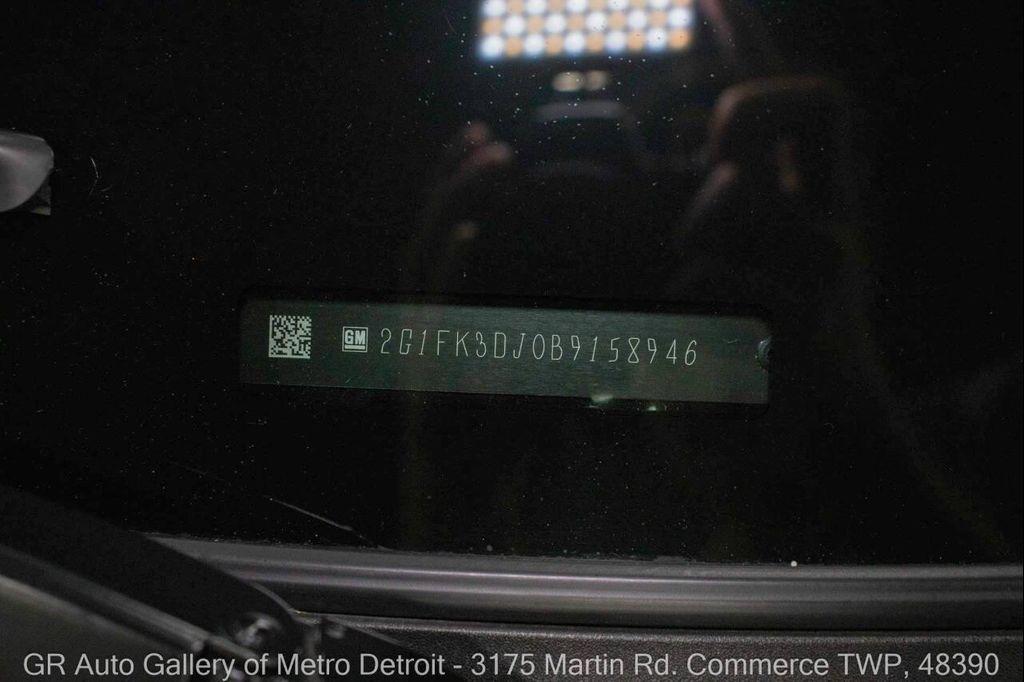 GM 2G1FK3DJ0B9158946
GR Auto Gallery of Metro Detroit - 3175 Martin Rd. Commerce TWP, 48390